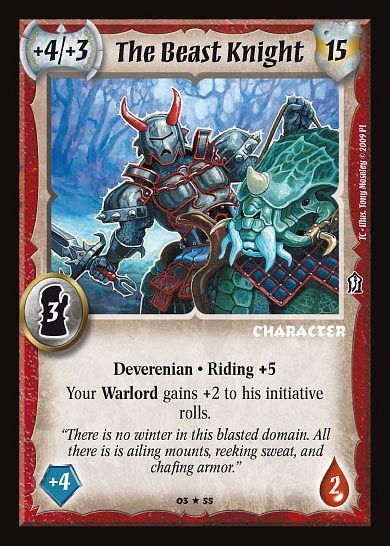 +4/+3
The Beast Knight
15
TC • Illus. Tony Moseley © 2009 P1
3
CHARACTER
Deverenian • Riding +5
Your Warlord gains +2 to his initiative
rolls.
“There is no winter in this blasted domain. All
there is is ailing mounts, reeking sweat, and
chafing armor.”
+4
2
03 ★ 55